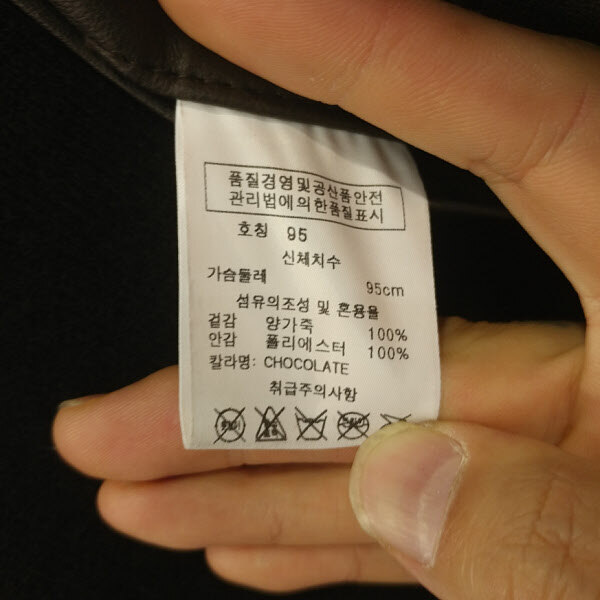 품질경영및공산품안전
관리법에의한품질표시
호칭 95
신체치수
가슴둘레 95cm
섬유의조성 및 혼용율
겉감 양가죽 100%
안감 폴리에스터 100%
칼라명: CHOCOLATE
취급주의사항